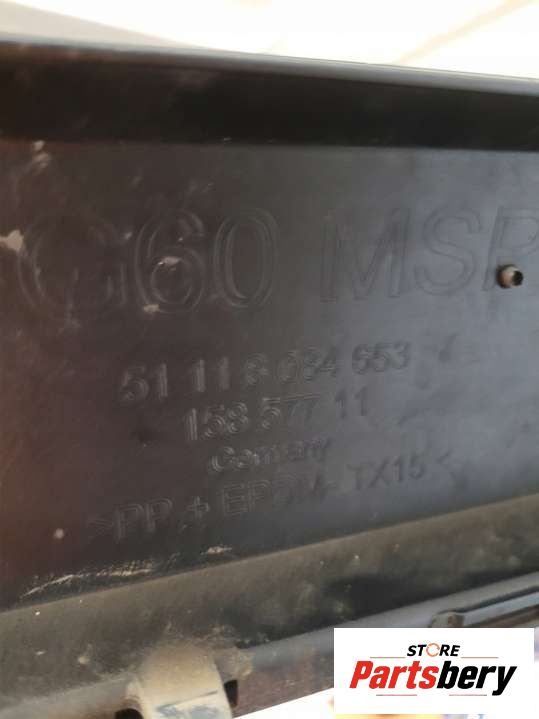 G60 MSP
51 11 8 084 653
158 577 11
Germany
>PP + EPDM-TX15<
STORE
Partsbery